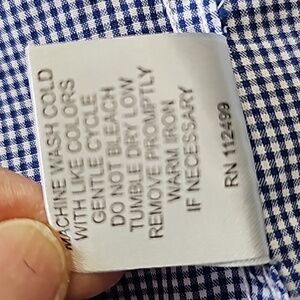 MACHINE WASH COLD
WITH LIKE COLORS
GENTLE CYCLE
DO NOT BLEACH
TUMBLE DRY LOW
REMOVE PROMPTLY
WARM IRON
IF NECESSARY
RN 112499